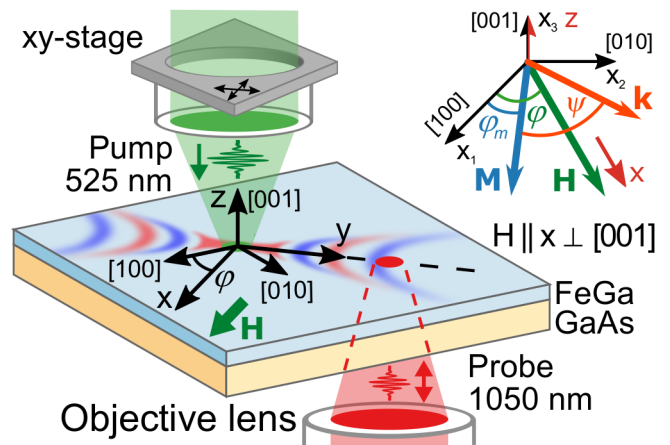 xy-stage
Pump
525 nm
z
[001]
[100]
φ
x
[010]
y
H
[001]
x₃
z
[010]
x₂
[100]
x₁
φₘ
φ
ψ
k
M
H
x
H ∥ x ⊥ [001]
FeGa
GaAs
Probe
1050 nm
Objective lens